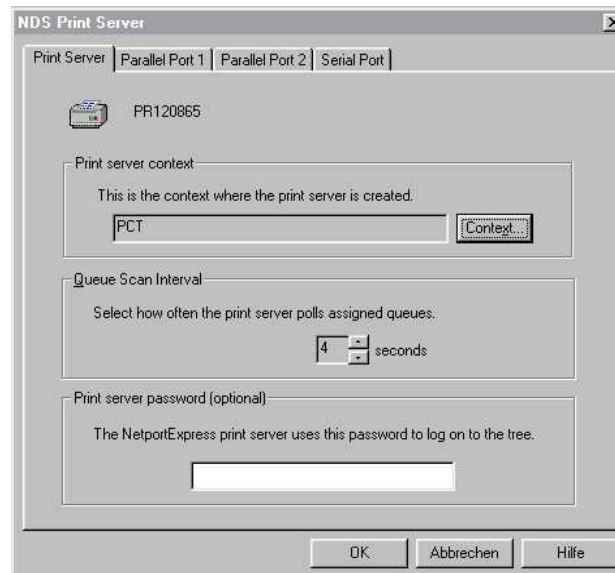 NDS Print Server
Print Server Parallel Port 1 Parallel Port 2 Serial Port
PR120865
Print server context
This is the context where the print server is created.
PCT Context...
Queue Scan Interval
Select how often the print server polls assigned queues.
4 seconds
Print server password (optional)
The NetportExpress print server uses this password to log on to the tree.
OK Abbrechen Hilfe